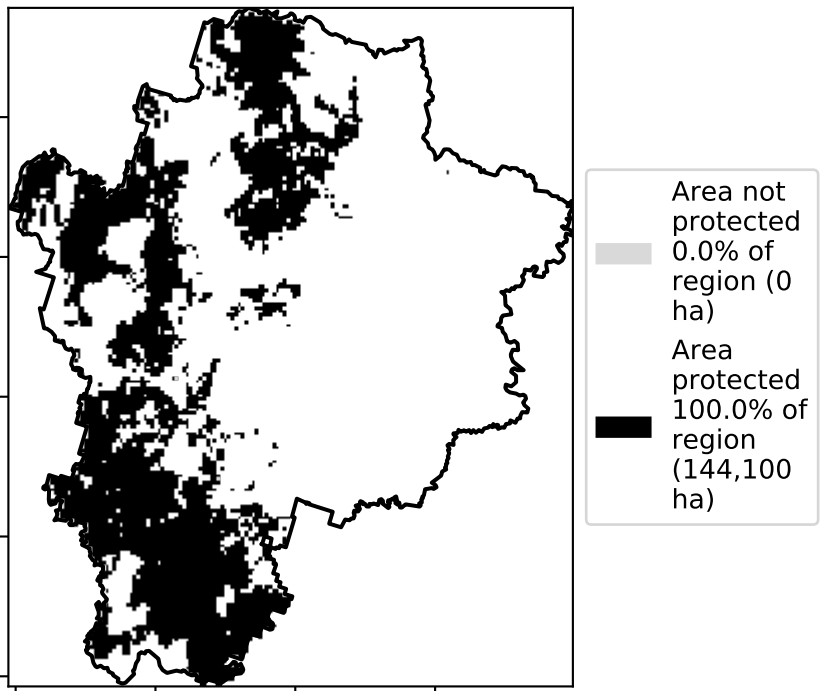 Area not
protected
0.0% of
region (0
ha)
Area
protected
100.0% of
region
(144,100
ha)